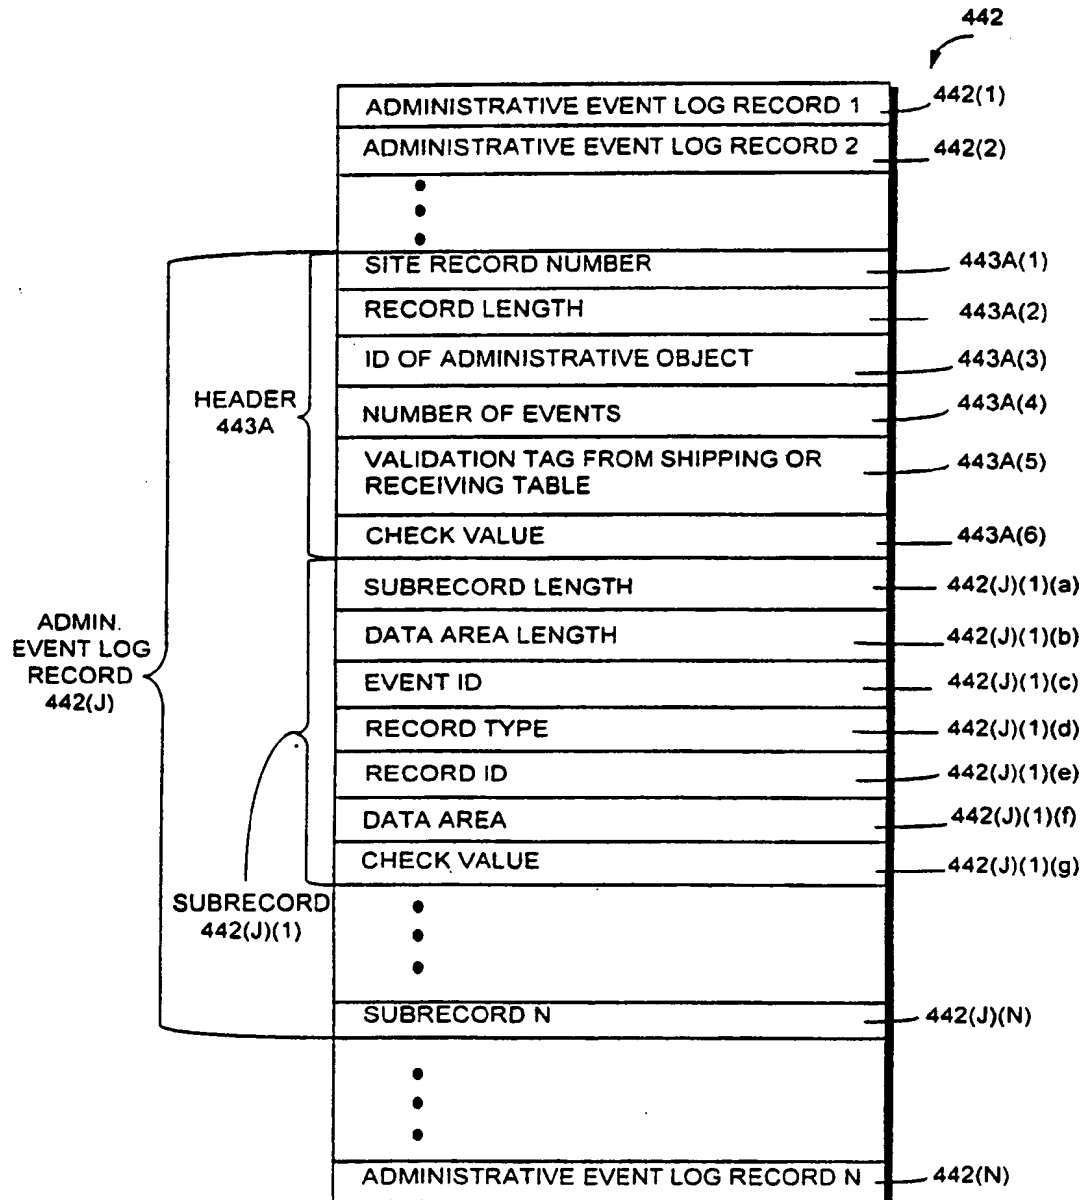 442
ADMINISTRATIVE EVENT LOG RECORD 1
442(1)
ADMINISTRATIVE EVENT LOG RECORD 2
442(2)
SITE RECORD NUMBER
443A(1)
RECORD LENGTH
443A(2)
ID OF ADMINISTRATIVE OBJECT
443A(3)
HEADER
443A
NUMBER OF EVENTS
443A(4)
VALIDATION TAG FROM SHIPPING OR
RECEIVING TABLE
443A(5)
CHECK VALUE
443A(6)
SUBRECORD LENGTH
442(J)(1)(a)
ADMIN.
EVENT LOG
RECORD
442(J)
DATA AREA LENGTH
442(J)(1)(b)
EVENT ID
442(J)(1)(c)
RECORD TYPE
442(J)(1)(d)
RECORD ID
442(J)(1)(e)
DATA AREA
442(J)(1)(f)
CHECK VALUE
442(J)(1)(g)
SUBRECORD
442(J)(1)
SUBRECORD N
442(J)(N)
ADMINISTRATIVE EVENT LOG RECORD N
442(N)